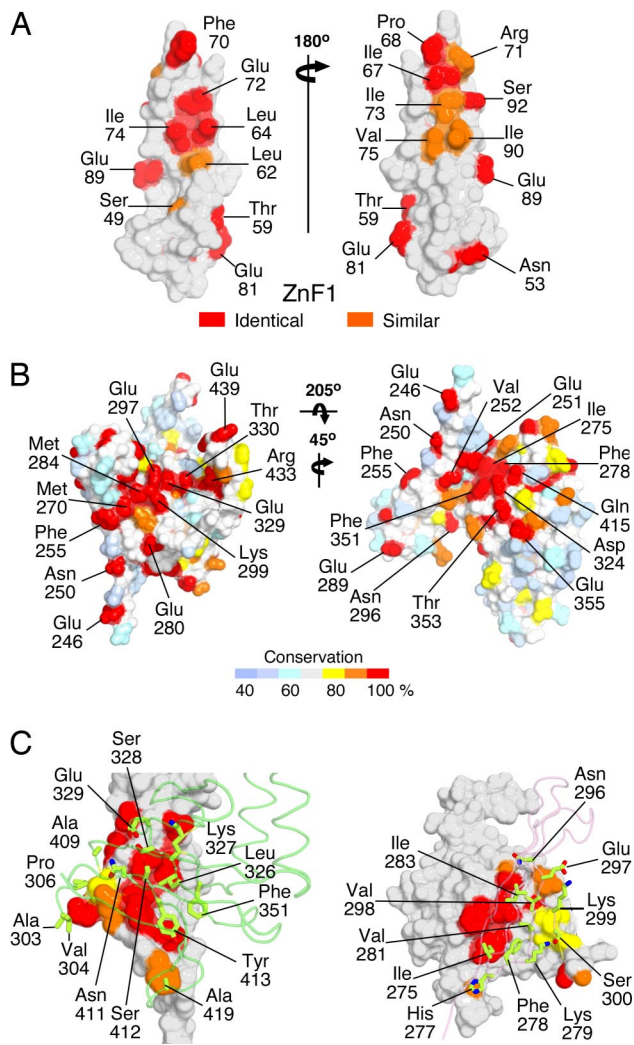 A
Phe
70
Glu
72
Ile
74
Leu
64
Glu
89
Leu
62
Ser
49
Thr
59
Glu
81
180º
Pro
68
Arg
71
Ile
67
Ser
92
Ile
73
Val
75
Ile
90
Glu
89
Thr
59
Glu
81
Asn
53
ZnF1
Identical
Similar
B
Glu
297
Glu
439
Thr
330
Met
284
Arg
433
Met
270
Glu
329
Phe
255
Lys
299
Asn
250
Glu
280
Glu
246
205º
45º
Glu
246
Val
252
Glu
251
Asn
250
Ile
275
Phe
255
Phe
278
Phe
351
Gln
415
Asp
324
Glu
289
Asn
296
Thr
353
Glu
355
Conservation
40 60 80 100 %
C
Ser
328
Glu
329
Ala
409
Lys
327
Pro
306
Leu
326
Phe
351
Ala
303
Val
304
Tyr
413
Asn
411
Ser
412
Ala
419
Asn
296
Ile
283
Glu
297
Val
298
Lys
299
Val
281
Ile
275
Ser
300
His
277
Phe
278
Lys
279